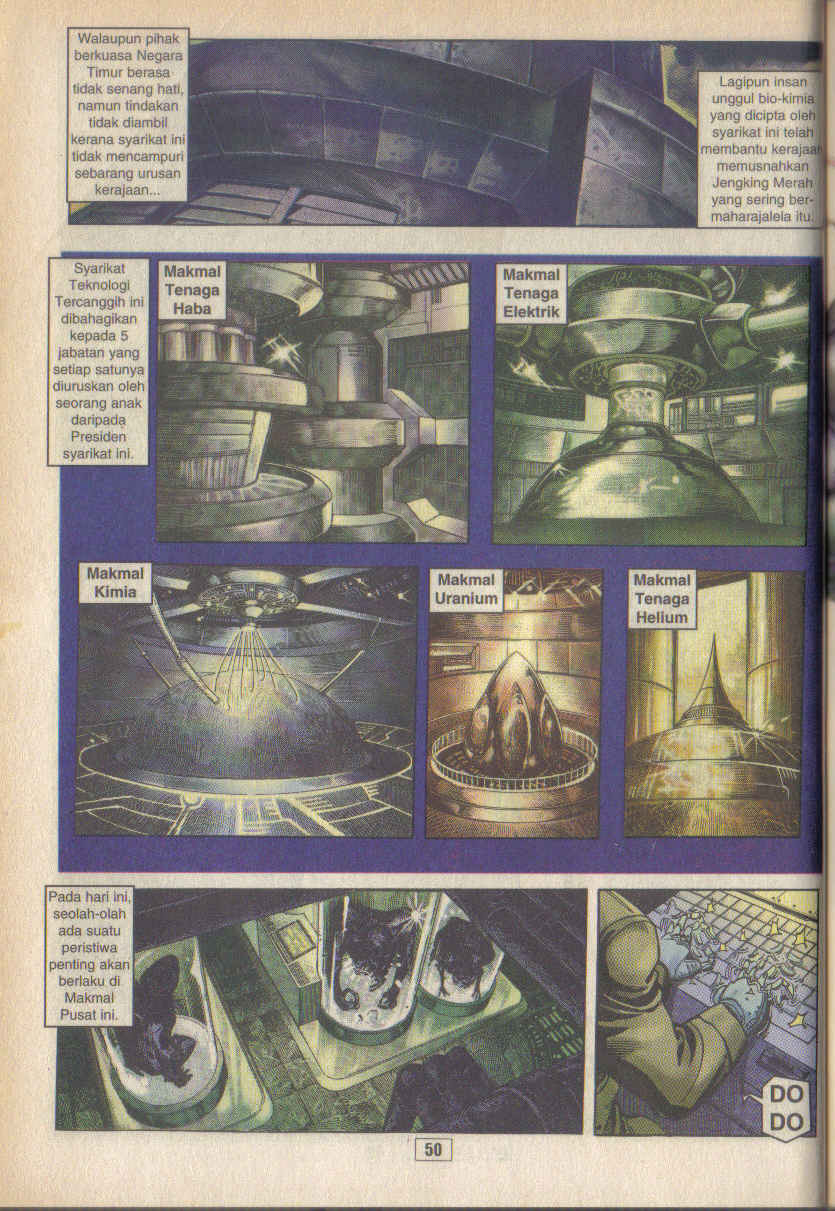 Walaupun pihak
berkuasa Negara
Timur berasa
tidak senang hati,
namun tindakan
tidak diambil
kerana syarikat ini
tidak mencampuri
sebarang urusan
kerajaan...
Lagipun insan
unggul bio-kimia
yang dicipta oleh
syarikat ini telah
membantu kerajaan
memusnahkan
Jengking Merah
yang sering ber-
maharajalela itu.
Syarikat
Teknologi
Tercanggih ini
dibahagikan
kepada 5
jabatan yang
setiap satunya
diuruskan oleh
seorang anak
daripada
Presiden
syarikat ini.
Makmal
Tenaga
Haba
Makmal
Tenaga
Elektrik
Makmal
Kimia
Makmal
Uranium
Makmal
Tenaga
Helium
Pada hari ini,
seolah-olah
ada suatu
peristiwa
penting akan
berlaku di
Makmal
Pusat ini.
DO
DO
50